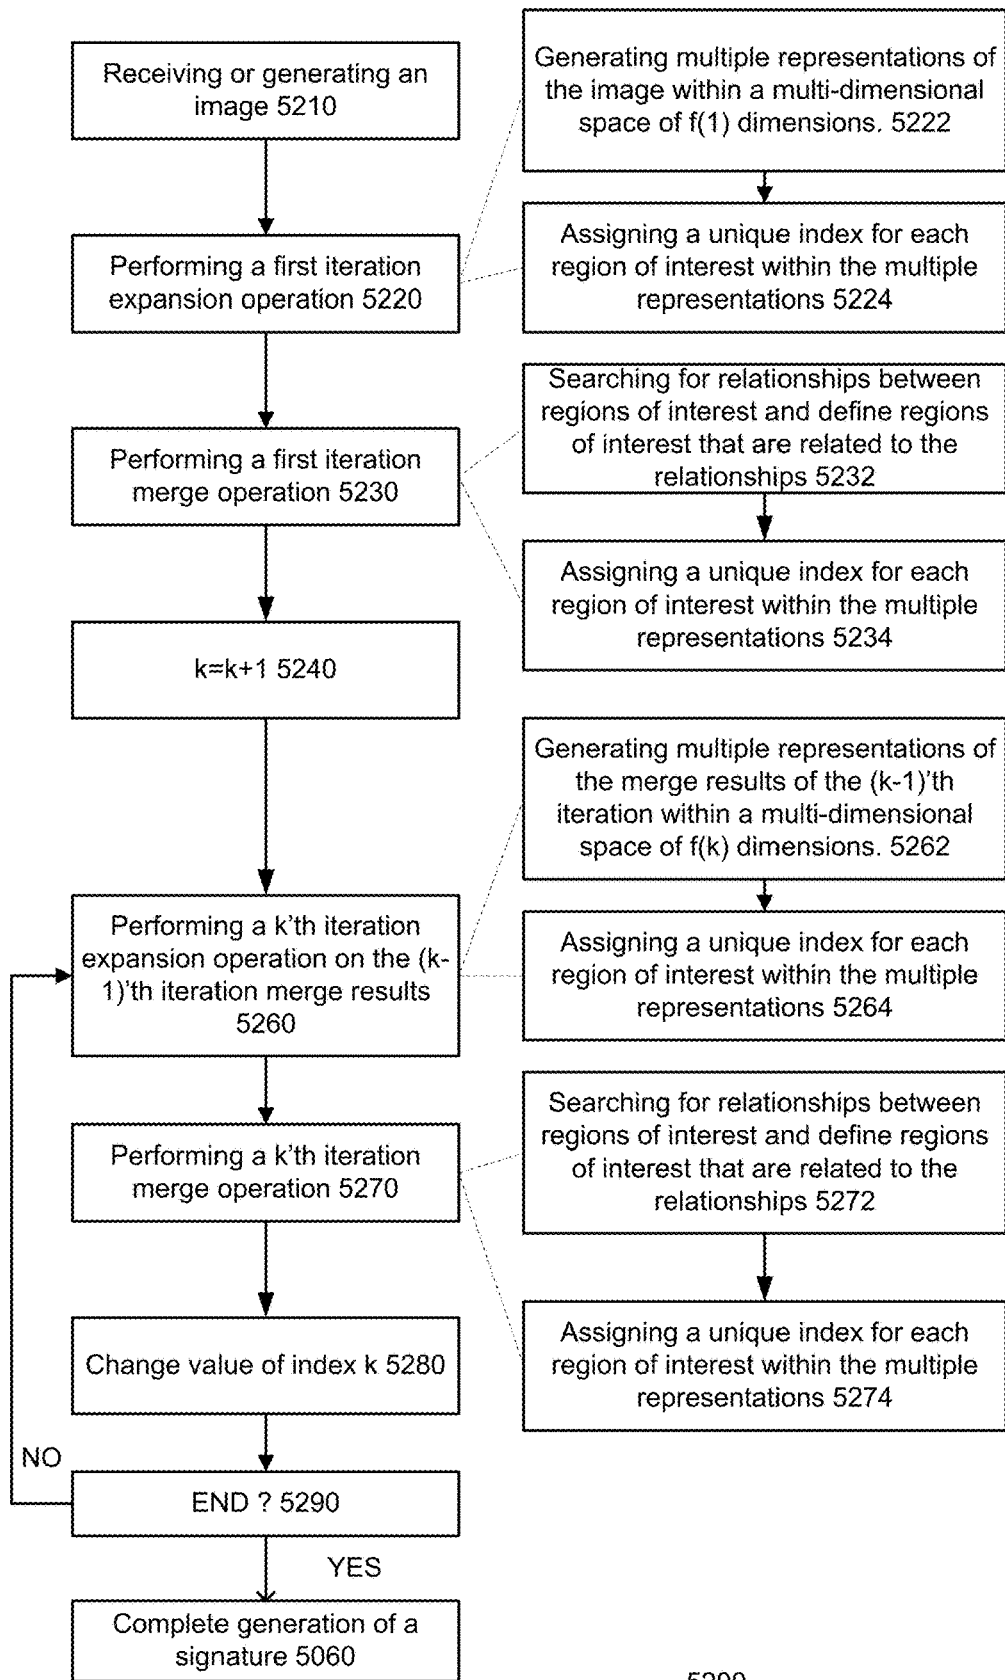 Receiving or generating an
image 5210
Generating multiple representations of
the image within a multi-dimensional
space of f(1) dimensions. 5222
Performing a first iteration
expansion operation 5220
Assigning a unique index for each
region of interest within the multiple
representations 5224
Performing a first iteration
merge operation 5230
Searching for relationships between
regions of interest and define regions
of interest that are related to the
relationships 5232
Assigning a unique index for each
region of interest within the multiple
representations 5234
k=k+1 5240
Generating multiple representations of
the merge results of the (k-1)'th
iteration within a multi-dimensional
space of f(k) dimensions. 5262
Performing a k'th iteration
expansion operation on the (k-
1)'th iteration merge results
5260
Assigning a unique index for each
region of interest within the multiple
representations 5264
Performing a k'th iteration
merge operation 5270
Searching for relationships between
regions of interest and define regions
of interest that are related to the
relationships 5272
Assigning a unique index for each
region of interest within the multiple
representations 5274
Change value of index k 5280
NO
END ? 5290
YES
Complete generation of a
signature 5060